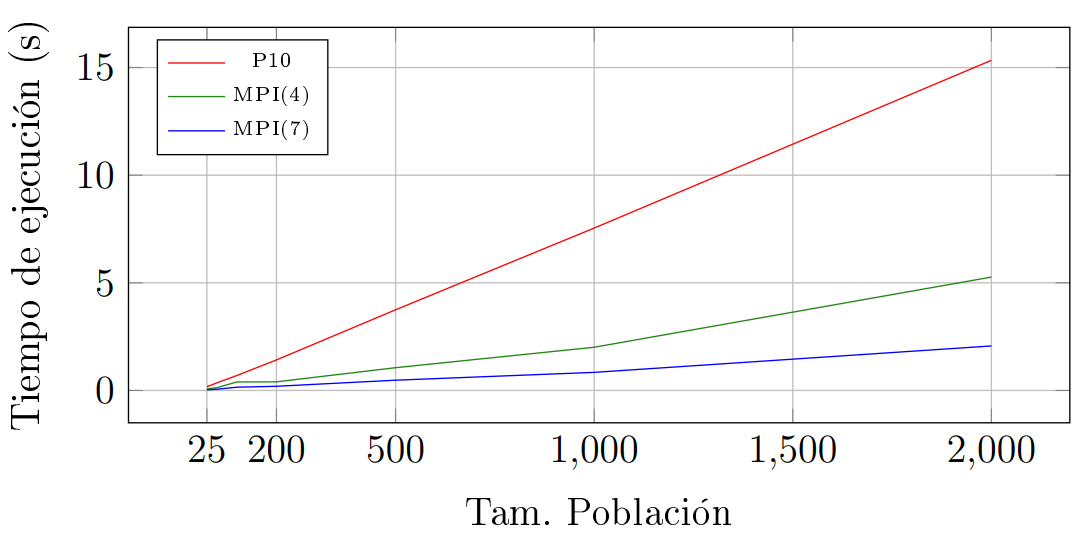 Tiempo de ejecución (s)
15
10
5
0
P10
MPI(4)
MPI(7)
25 200 500 1,000 1,500 2,000
Tam. Población